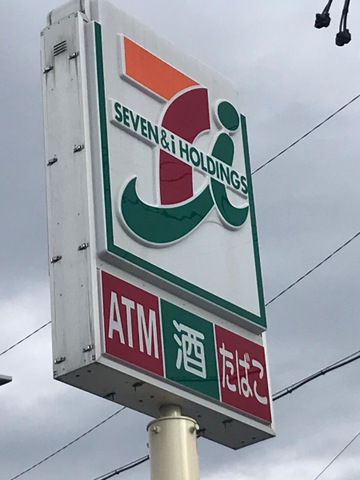 SEVEN&i HOLDINGS
ATM 酒 たばこ